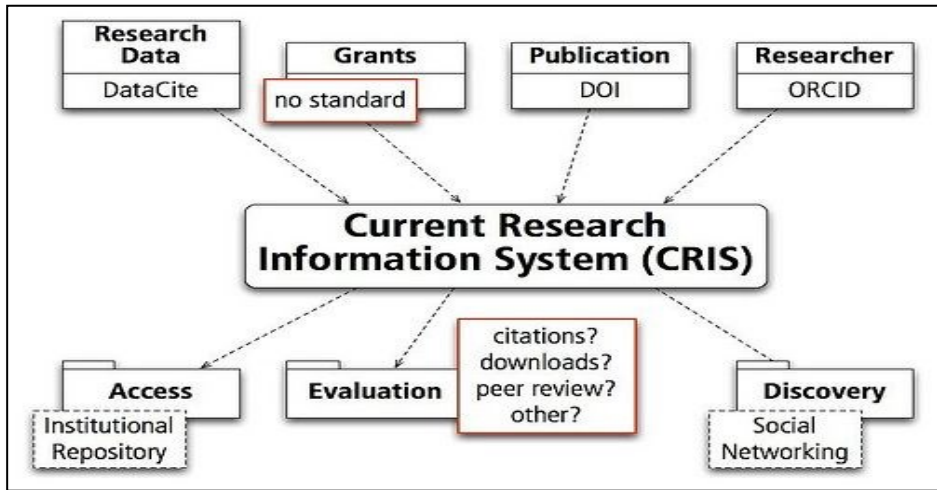 Research
Data
DataCite
Grants
no standard
Publication
DOI
Researcher
ORCID
Current Research
Information System (CRIS)
Access
Institutional
Repository
Evaluation
citations?
downloads?
peer review?
other?
Discovery
Social
Networking